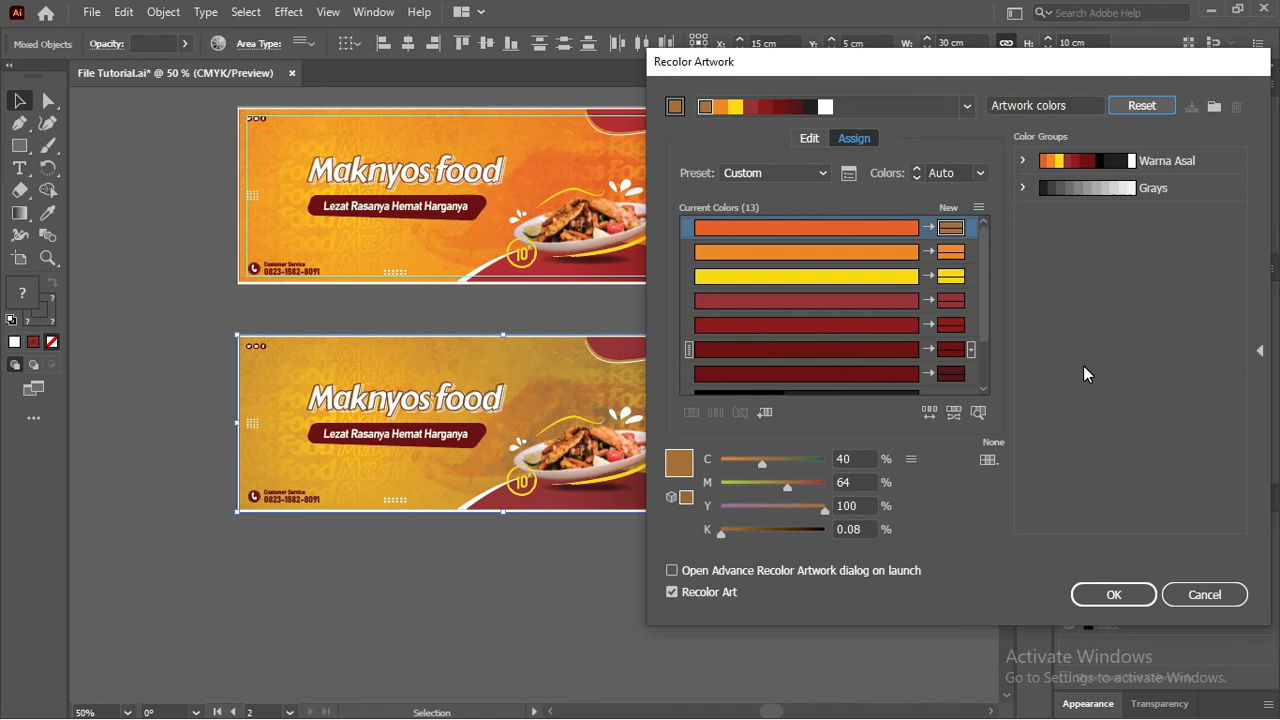 Ai
File Edit Object Type Select Effect View Window Help
Search Adobe Help
Mixed Objects Opacity: Area Type: X: 15 cm Y: 5 cm W: 30 cm H: 10 cm
File Tutorial.ai* @ 50 % (CMYK/Preview)
Recolor Artwork
Artwork colors Reset
Edit Assign
Color Groups
Preset: Custom Colors: Auto
Warna Asal
Grays
Current Colors (13) New
Maknyos food
Lezat Rasanya Hemat Harganya
10
Customer Service
0823-1582-8091
Maknyos food
Lezat Rasanya Hemat Harganya
10
Customer Service
0823-1582-8091
None
C 40 %
M 64 %
Y 100 %
K 0.08 %
Open Advance Recolor Artwork dialog on launch
Recolor Art
OK Cancel
Activate Windows
Go to Settings to activate Windows.
Appearance Transparency
50% 0° 2 Selection